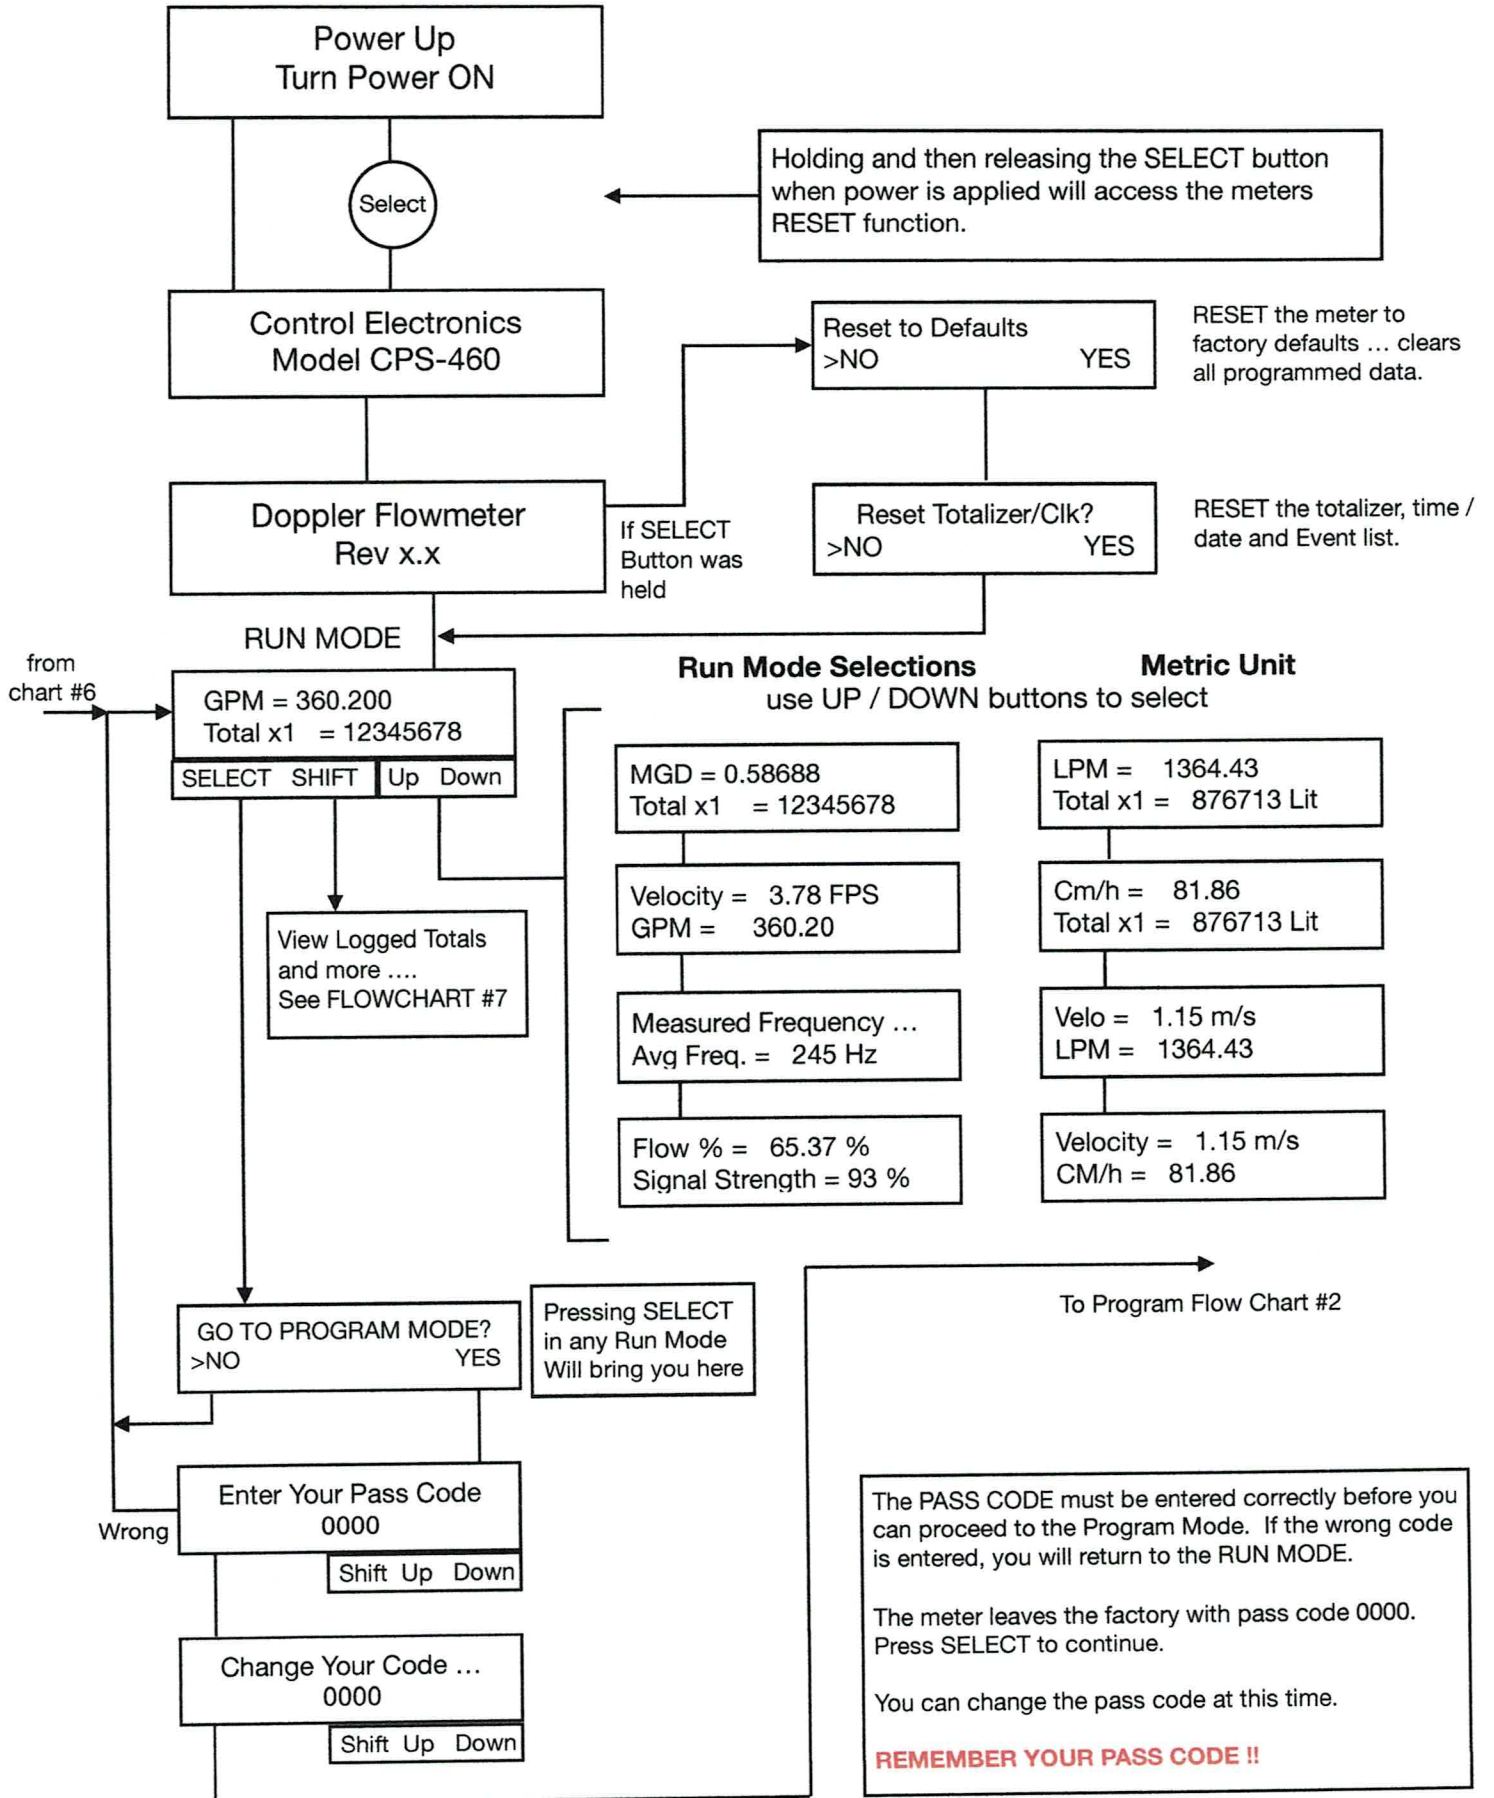 Power Up
Turn Power ON
Select
Holding and then releasing the SELECT button
when power is applied will access the meters
RESET function.
Control Electronics
Model CPS-460
Reset to Defaults
>NO YES
RESET the meter to
factory defaults ... clears
all programmed data.
Doppler Flowmeter
Rev x.x
If SELECT
Button was
held
Reset Totalizer/Clk?
>NO YES
RESET the totalizer, time /
date and Event list.
RUN MODE
from
chart #6
GPM = 360.200
Total x1 = 12345678
SELECT SHIFT Up Down
Run Mode Selections Metric Unit
use UP / DOWN buttons to select
MGD = 0.58688
Total x1 = 12345678
Velocity = 3.78 FPS
GPM = 360.20
Measured Frequency ...
Avg Freq. = 245 Hz
Flow % = 65.37 %
Signal Strength = 93 %
LPM = 1364.43
Total x1 = 876713 Lit
Cm/h = 81.86
Total x1 = 876713 Lit
Velo = 1.15 m/s
LPM = 1364.43
Velocity = 1.15 m/s
CM/h = 81.86
View Logged Totals
and more ....
See FLOWCHART #7
To Program Flow Chart #2
GO TO PROGRAM MODE?
>NO YES
Pressing SELECT
in any Run Mode
Will bring you here
Enter Your Pass Code
0000
Wrong
Shift Up Down
Change Your Code ...
0000
Shift Up Down
The PASS CODE must be entered correctly before you
can proceed to the Program Mode. If the wrong code
is entered, you will return to the RUN MODE.
The meter leaves the factory with pass code 0000.
Press SELECT to continue.
You can change the pass code at this time.
REMEMBER YOUR PASS CODE !!